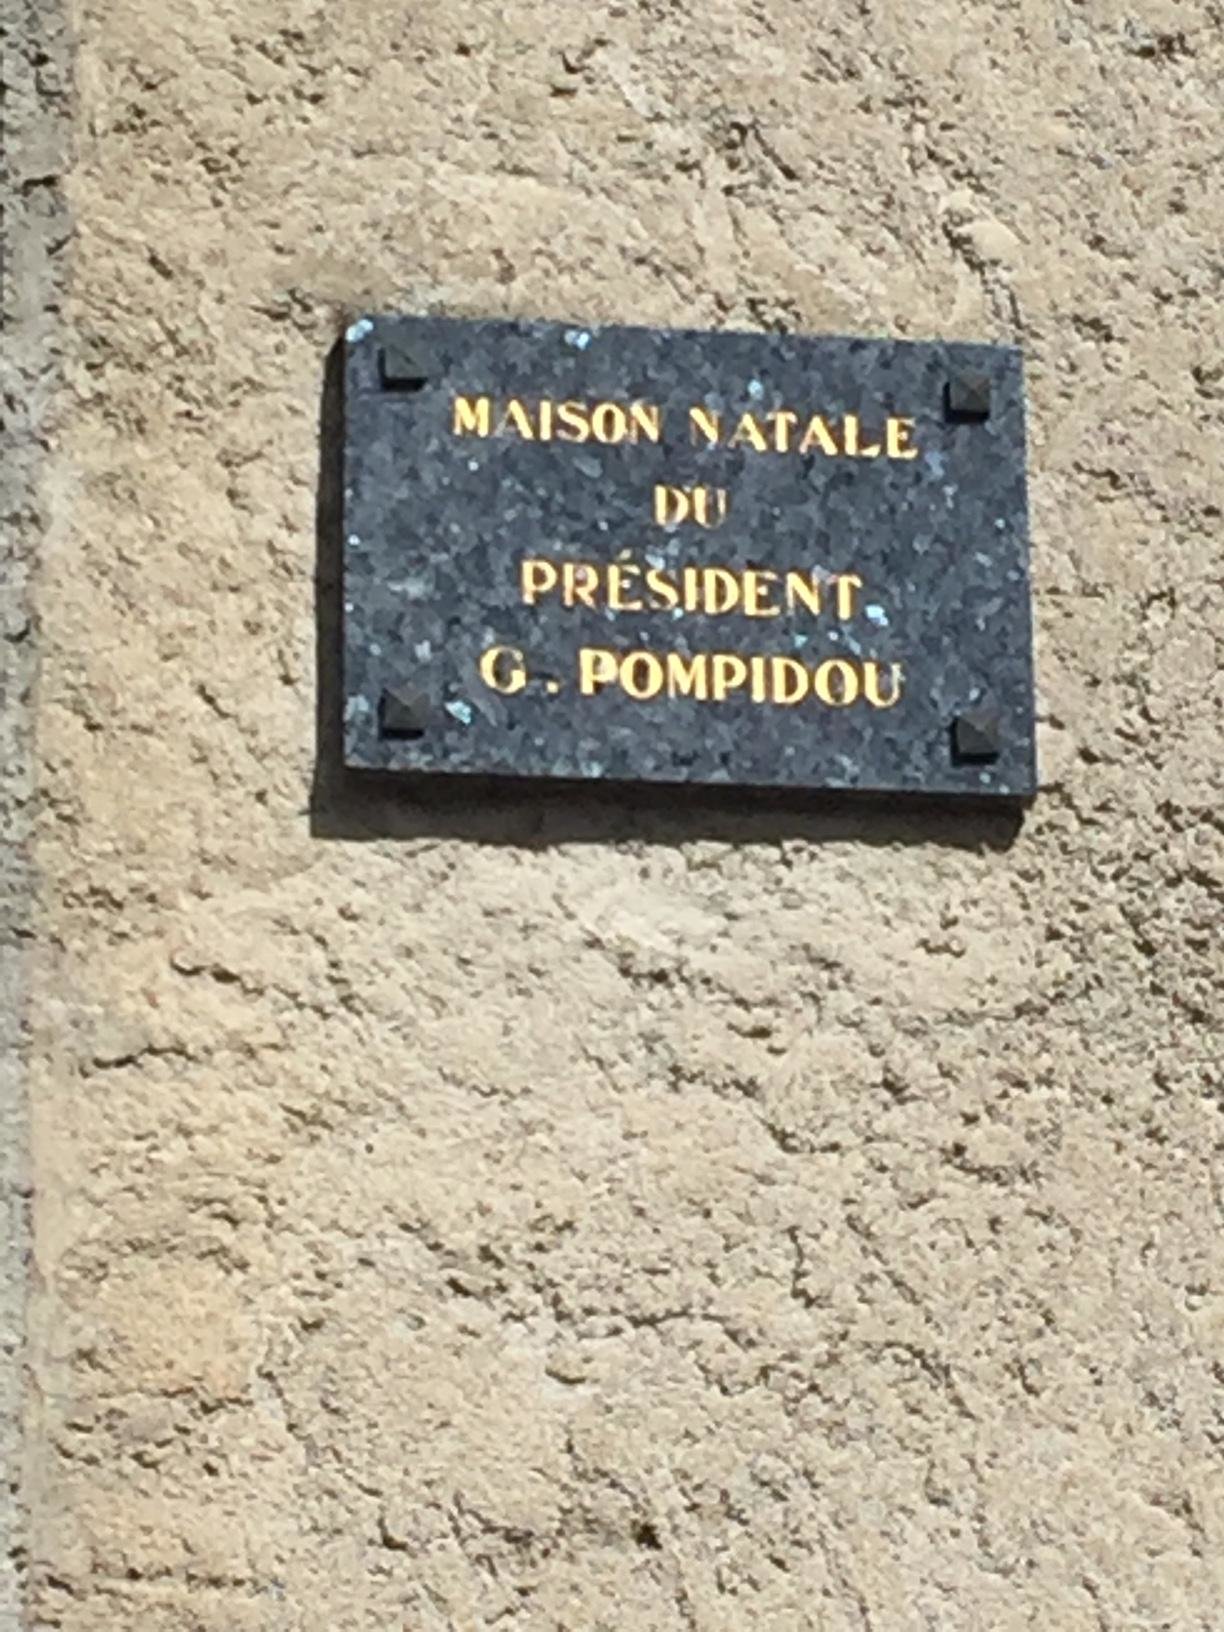 MAISON NATALE
DU
PRÉSIDENT
G. POMPIDOU